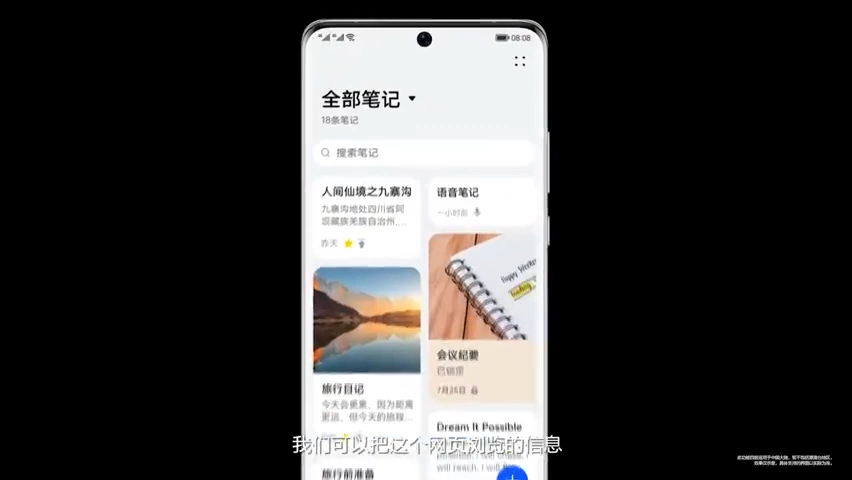 08:08
全部笔记
18条笔记
搜索笔记
人间仙境之九寨沟
九寨沟地处四川省阿
坝藏族羌族自治州,...
昨天
语音笔记
一小时前
会议纪要
已锁定
7月26日
旅行日记
今天会更累，因为距离
更远，但今天的旅程...
Dream It Possible
will reach, I will
旅行前准备
我们可以把这个网页浏览的信息